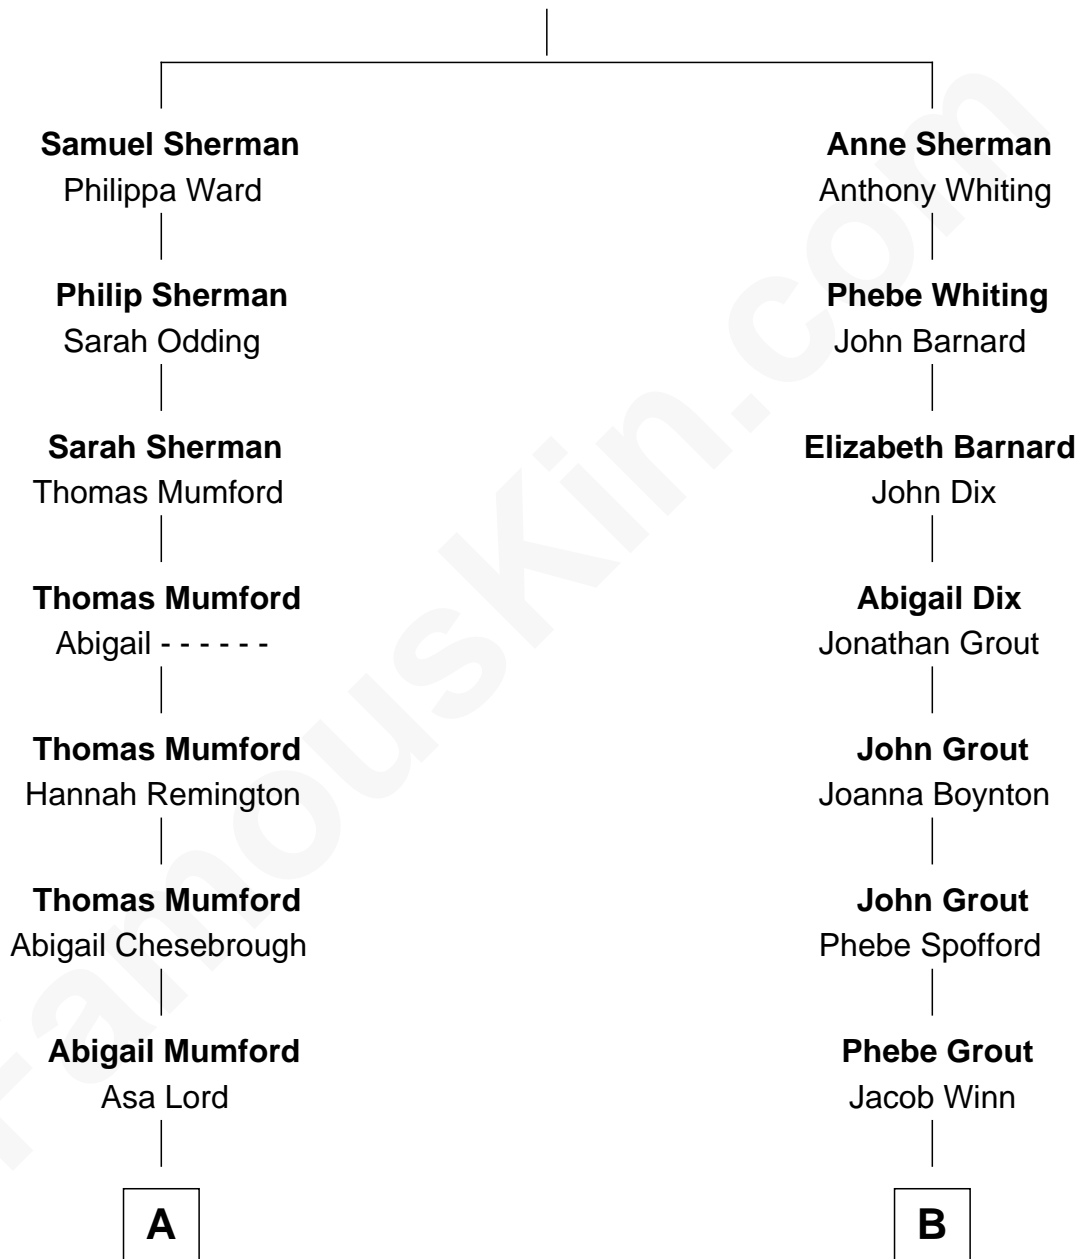 Samuel Sherman
Philippa Ward
Anne Sherman
Anthony Whiting
Philip Sherman
Sarah Odding
Phebe Whiting
John Barnard
Sarah Sherman
Thomas Mumford
Elizabeth Barnard
John Dix
Thomas Mumford
Abigail - - - - - -
Abigail Dix
Jonathan Grout
Thomas Mumford
Hannah Remington
John Grout
Joanna Boynton
Thomas Mumford
Abigail Chesebrough
John Grout
Phebe Spofford
Abigail Mumford
Asa Lord
Phebe Grout
Jacob Winn
A
B
FamousKin.com